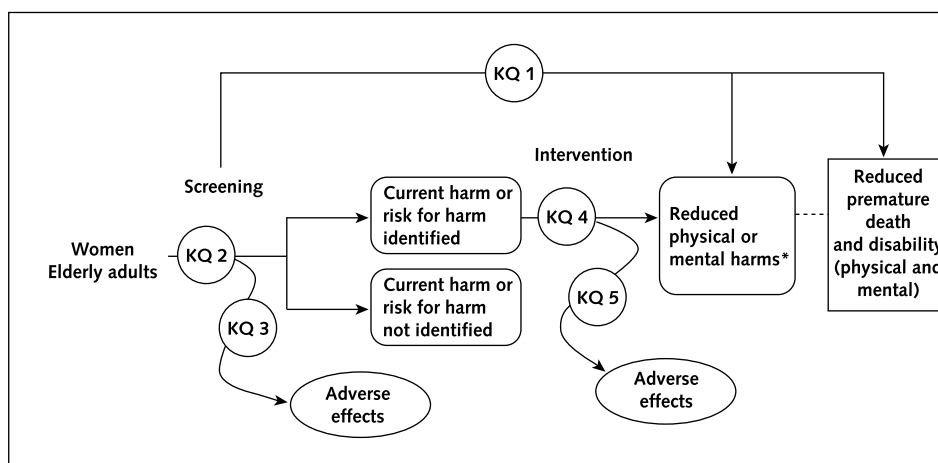 KQ 1
Intervention
Screening
Women
Elderly adults
KQ 2
KQ 3
Adverse
effects
Current harm or
risk for harm
identified
Current harm or
risk for harm
not identified
KQ 4
KQ 5
Adverse
effects
Reduced
physical or
mental harms*
Reduced
premature
death
and disability
(physical and
mental)